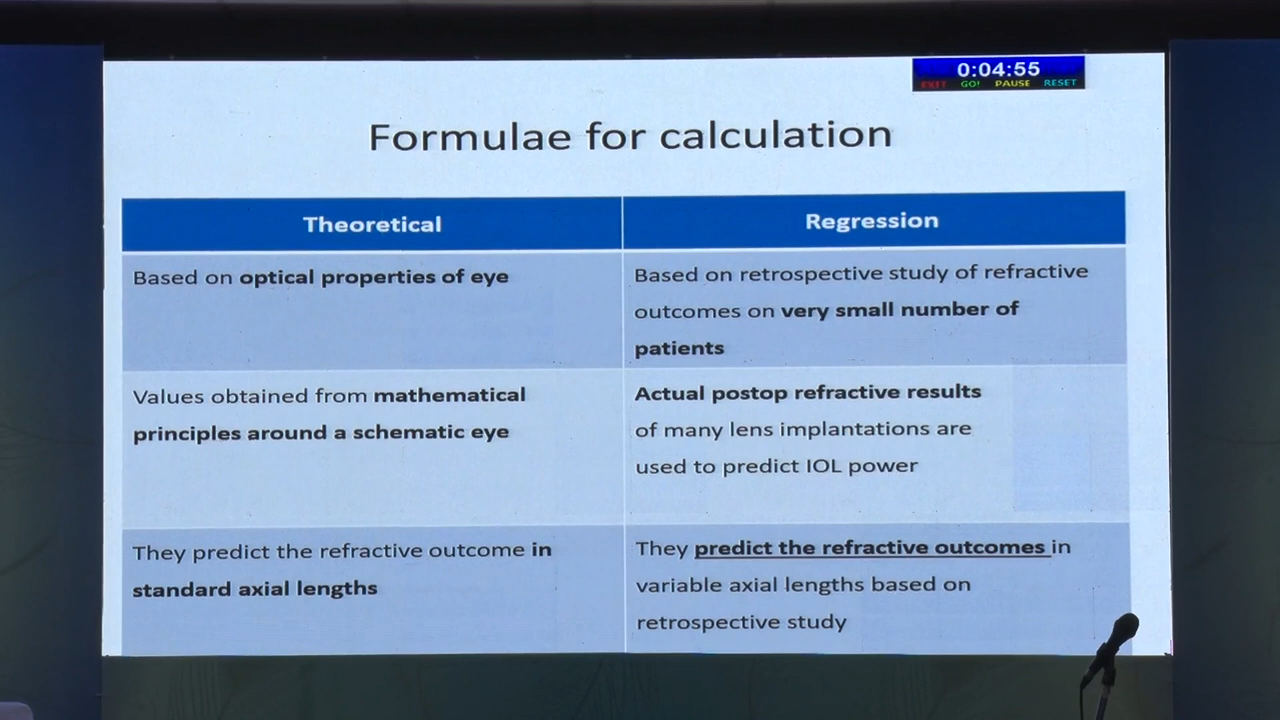 0:04:55
EXIT GO! PAUSE RESET
Formulae for calculation
Theoretical
Regression
Based on optical properties of eye
Based on retrospective study of refractive
outcomes on very small number of
patients
Values obtained from mathematical
principles around a schematic eye
Actual postop refractive results
of many lens implantations are
used to predict IOL power
They predict the refractive outcome in
standard axial lengths
They predict the refractive outcomes in
variable axial lengths based on
retrospective study